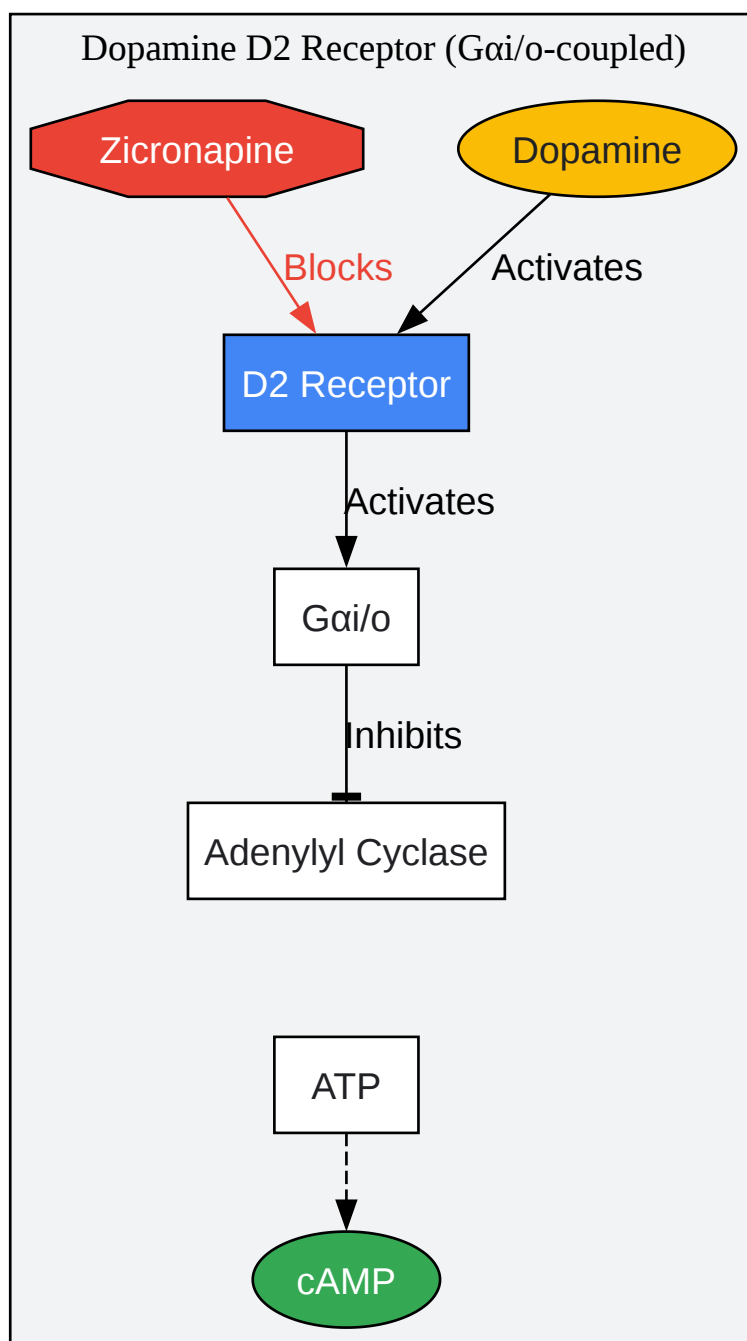 Dopamine D2 Receptor (Gαi/o-coupled)
Zicronapine
Dopamine
Blocks
Activates
D2 Receptor
Activates
Gαi/o
Inhibits
Adenylyl Cyclase
ATP
cAMP